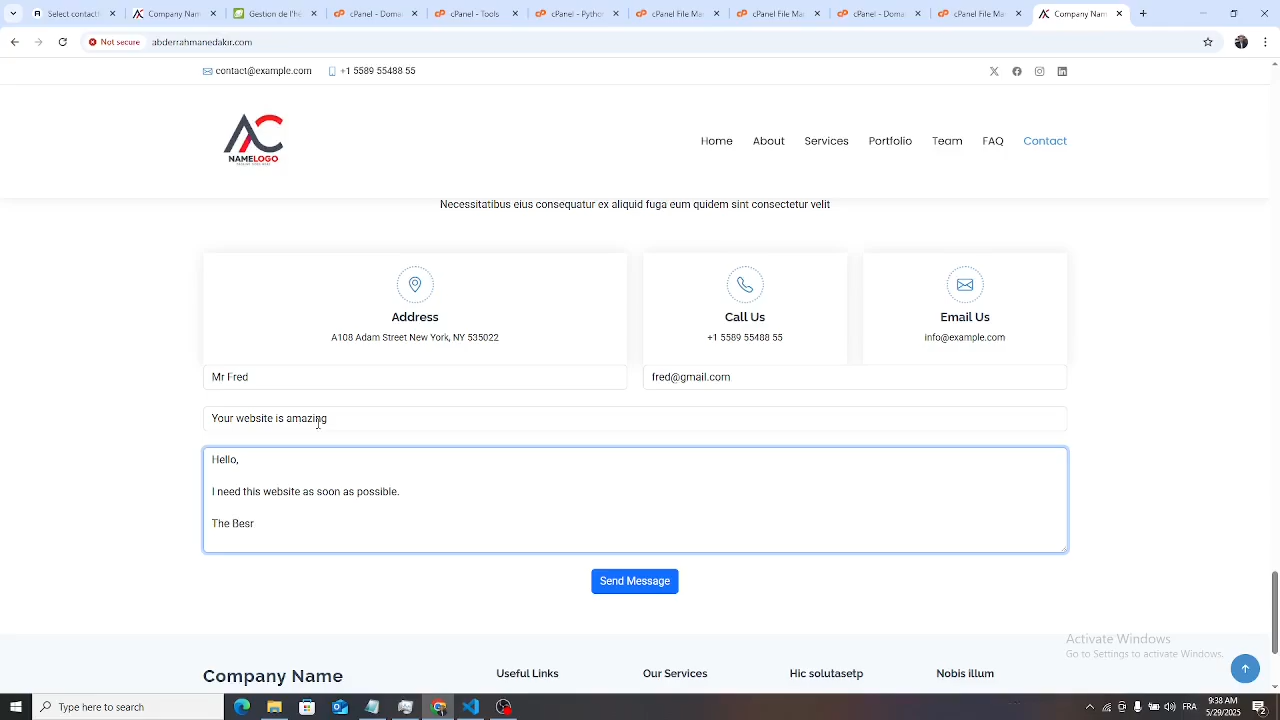 Select contact
Company Nan
Gestion de l'H
cPanel - Doma
cPanel - Tools
cPanel - Pytho
cPanel File Ma
cPanel File Ma
cPanel - Doma
cPanel File Ma
Company Nan
Not secure abderrahmanedakir.com
contact@example.com +1 5589 55488 55
NAMELOGO
Home About Services Portfolio Team FAQ Contact
Necessitatibus eius consequatur ex aliquid fuga eum quidem sint consectetur velit
Address Call Us Email Us
A108 Adam Street New York, NY 535022 +1 5589 55488 55 info@example.com
Mr Fred fred@gmail.com
Your website is amazing
Hello,
I need this website as soon as possible.
The Besr
Send Message
Activate Windows
Go to Settings to activate Windows.
Company Name Useful Links Our Services Hic solutasetp Nobis illum
Type here to search
9:38 AM
5/29/2025